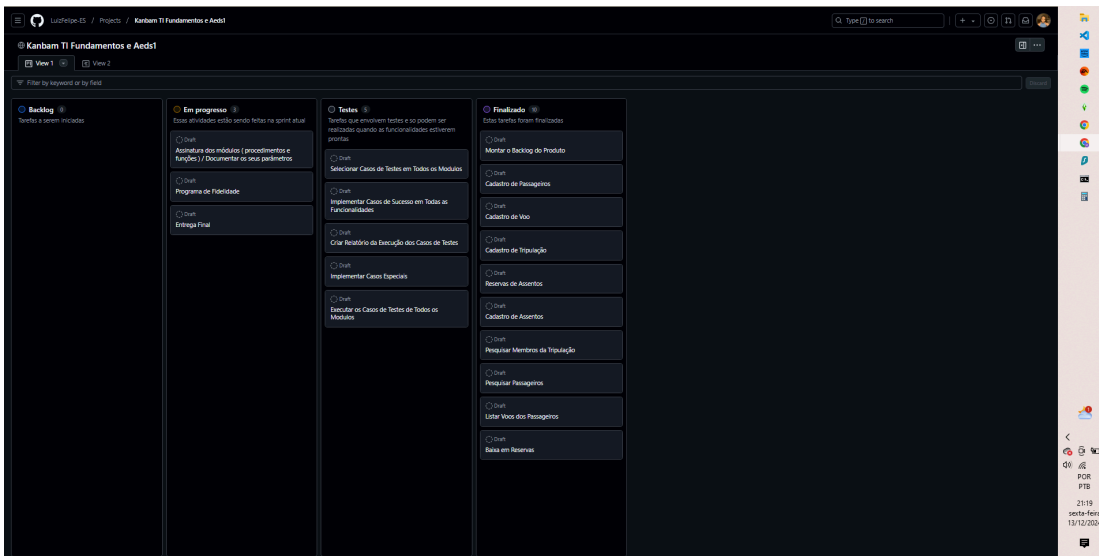 LuizFelipe-ES / Projects / Kanbam TI Fundamentos e Aeds1
Type / to search
Kanbam TI Fundamentos e Aeds1
View 1
View 2
Filter by keyword or by field
Discard
Backlog 0
Tarefas a serem iniciadas
Em progresso 3
Essas atividades estão sendo feitas na sprint atual
Draft
Assinatura dos módulos ( procedimentos e
funções ) / Documentar os seus parâmetros
Draft
Programa de Fidelidade
Draft
Entrega Final
Testes 5
Tarefas que envolvem testes e so podem ser
realizadas quando as funcionalidades estiverem
prontas
Draft
Selecionar Casos de Testes em Todos os Modulos
Draft
Implementar Casos de Sucesso em Todas as
Funcionalidades
Draft
Criar Relatório da Execução dos Casos de Testes
Draft
Implementar Casos Especiais
Draft
Executar os Casos de Testes de Todos os
Modulos
Finalizado 10
Estas tarefas foram finalizadas
Draft
Montar o Backlog do Produto
Draft
Cadastro de Passageiros
Draft
Cadastro de Voo
Draft
Cadastro de Tripulação
Draft
Reservas de Assentos
Draft
Cadastro de Assentos
Draft
Pesquisar Membros da Tripulação
Draft
Pesquisar Passageiros
Draft
Listar Voos dos Passageiros
Draft
Baixa em Reservas
POR
PTB
21:19
sexta-feira
13/12/2024